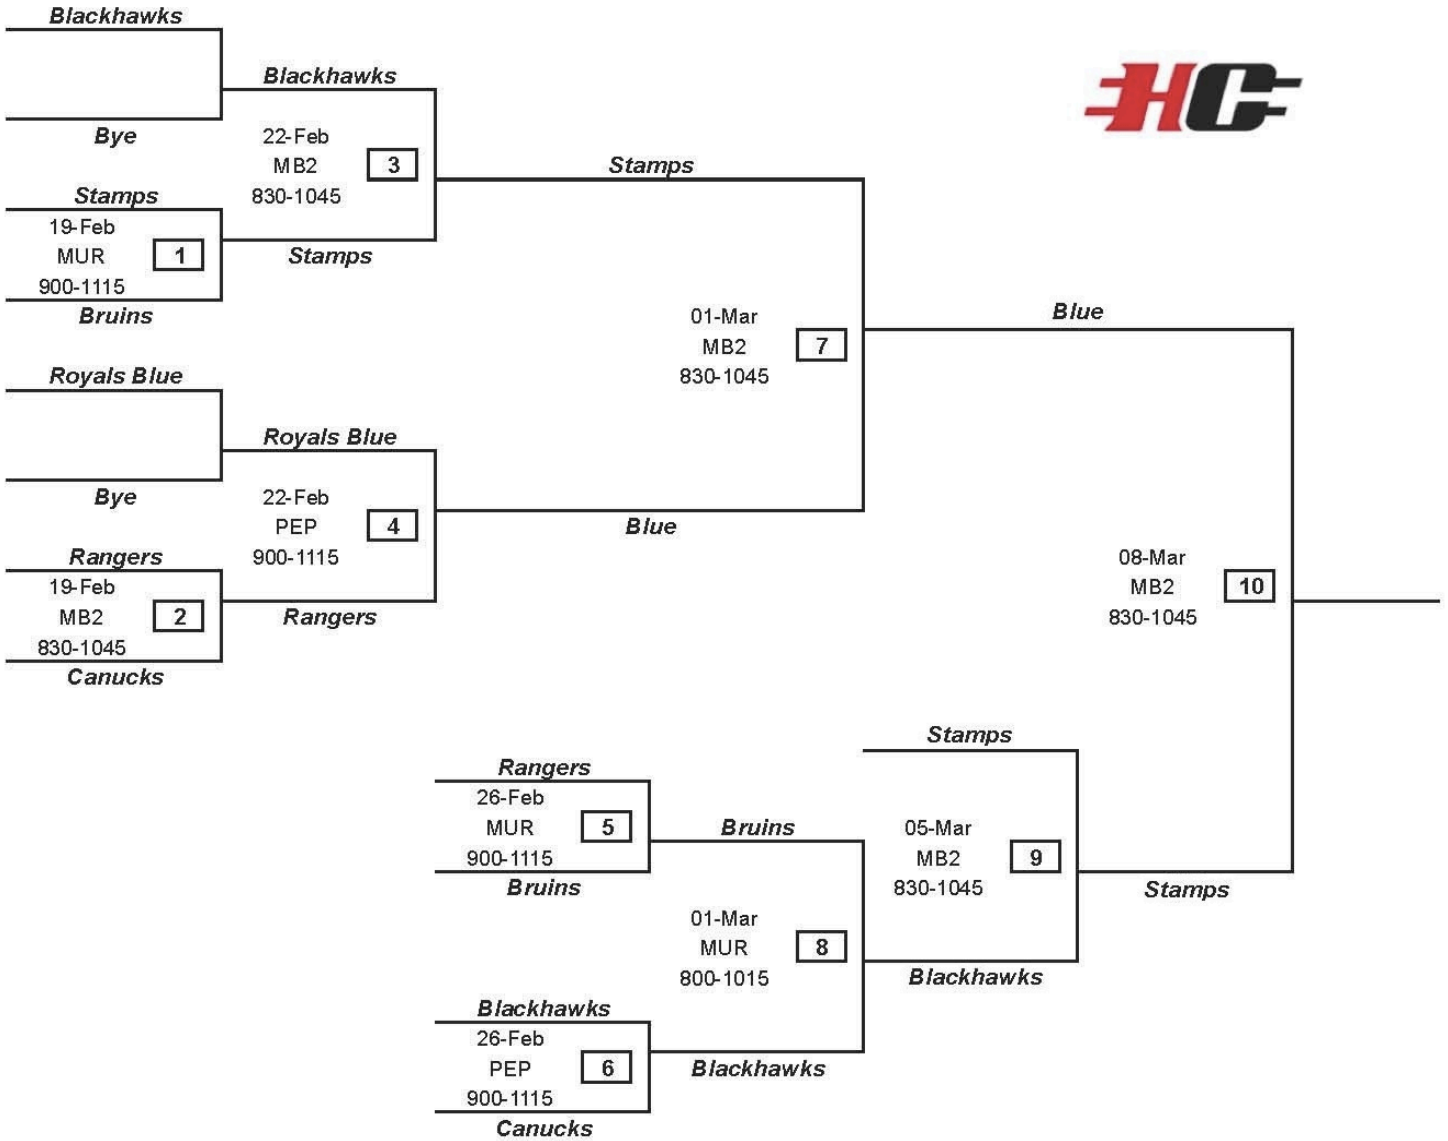 Blackhawks
Bye
Blackhawks
22-Feb
MB2
3
830-1045
Stamps
19-Feb
MUR
1
900-1115
Bruins
Stamps
Stamps
HC
Royals Blue
Bye
Royals Blue
22-Feb
PEP
4
900-1115
Rangers
19-Feb
MB2
2
830-1045
Canucks
Rangers
Blue
01-Mar
MB2
7
830-1045
Blue
08-Mar
MB2
10
830-1045
Rangers
26-Feb
MUR
5
900-1115
Bruins
Bruins
01-Mar
MUR
8
800-1015
Blackhawks
26-Feb
PEP
6
900-1115
Canucks
Blackhawks
Stamps
05-Mar
MB2
9
830-1045
Blackhawks
Stamps